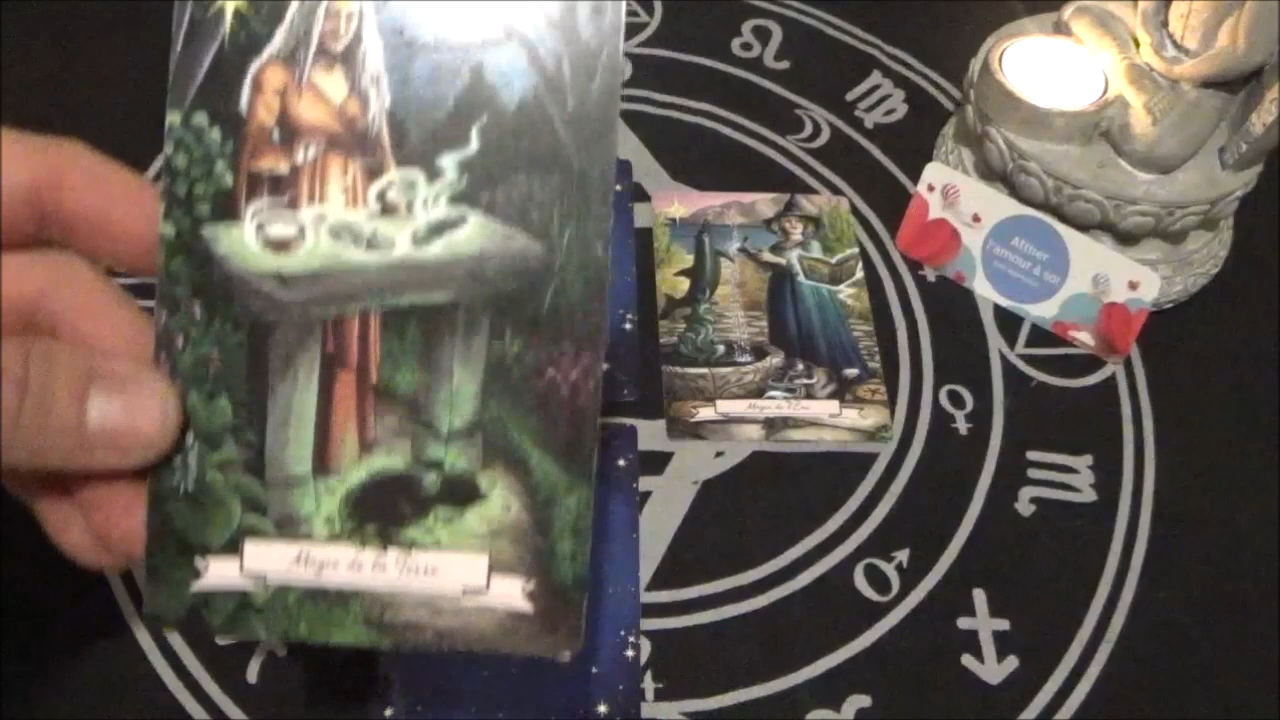 Magie de la Terre
Magie de l'Eau
Attirer
l'amour à soi